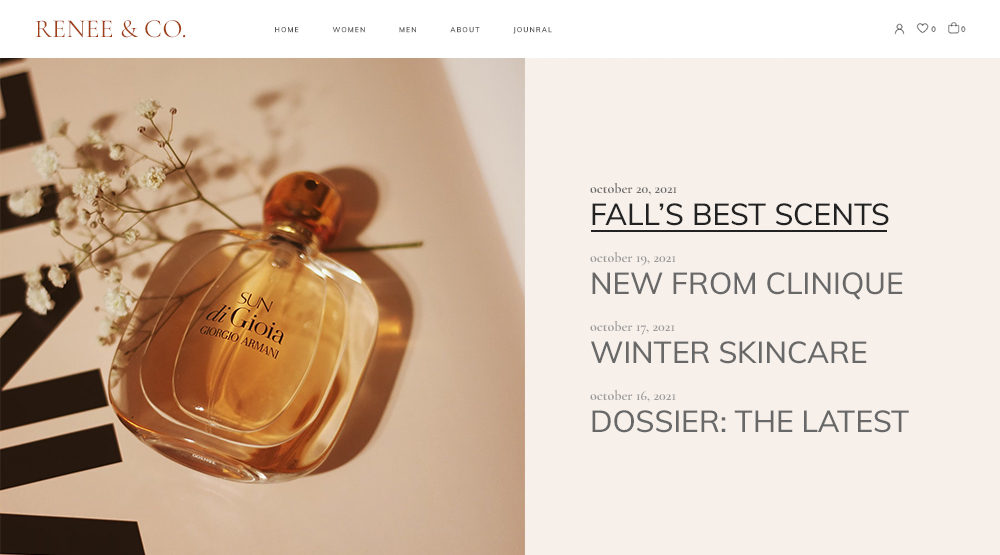 RENEE & CO.
HOME WOMEN MEN ABOUT JOUNRAL
0 0
SUN
di Gioia
GIORGIO ARMANI
october 20, 2021
FALL'S BEST SCENTS
october 19, 2021
NEW FROM CLINIQUE
october 17, 2021
WINTER SKINCARE
october 16, 2021
DOSSIER: THE LATEST